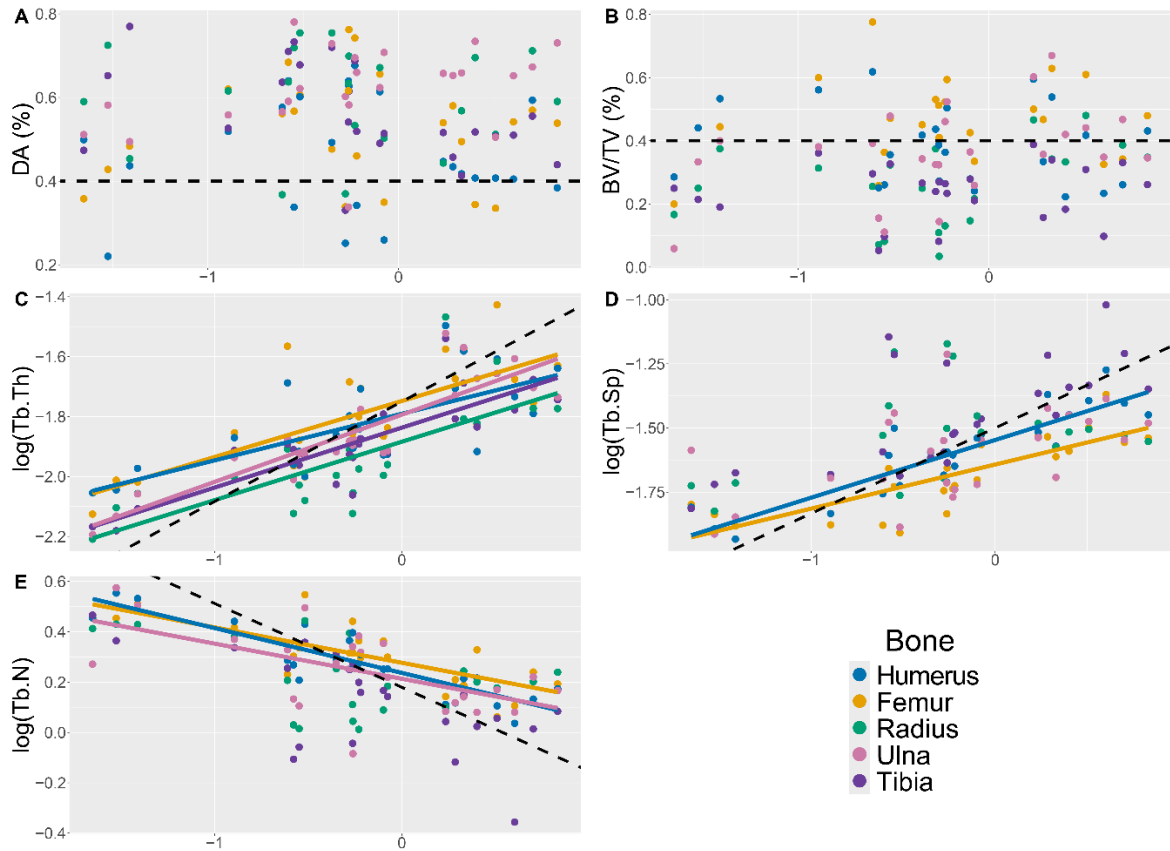 A
DA (%)
0.8
0.6
0.4
0.2
−1
0
B
BV/TV (%)
0.8
0.6
0.4
0.2
0.0
−1
0
C
log(Tb.Th)
−1.4
−1.6
−1.8
−2.0
−2.2
−1
0
D
log(Tb.Sp)
−1.00
−1.25
−1.50
−1.75
−1
0
E
log(Tb.N)
0.6
0.4
0.2
0.0
−0.4
−1
0
Bone
Humerus
Femur
Radius
Ulna
Tibia